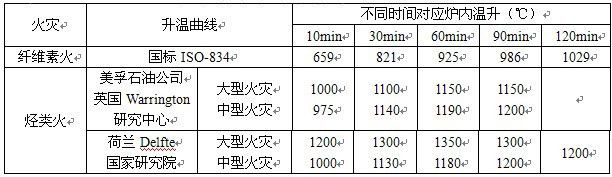 火灾 升温曲线 不同时间对应炉内温升（℃）
10min 30min 60min 90min 120min
纤维素火 国标 ISO-834 659 821 925 986 1029
烃类火 美孚石油公司 英国 Warrington 研究中心 大型火灾 1000 1100 1150 1150
中型火灾 975 1140 1190 1200
荷兰 Delfte 国家研究院 大型火灾 1200 1300 1350 1300 1200
中型火灾 1000 1130 1180 1200